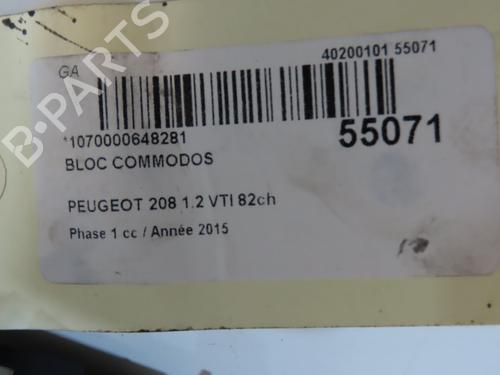 GA
40200101 55071
*1070000648281
55071
BLOC COMMODOS
PEUGEOT 208 1.2 VTI 82ch
Phase 1 cc / Année 2015
B-PARTS